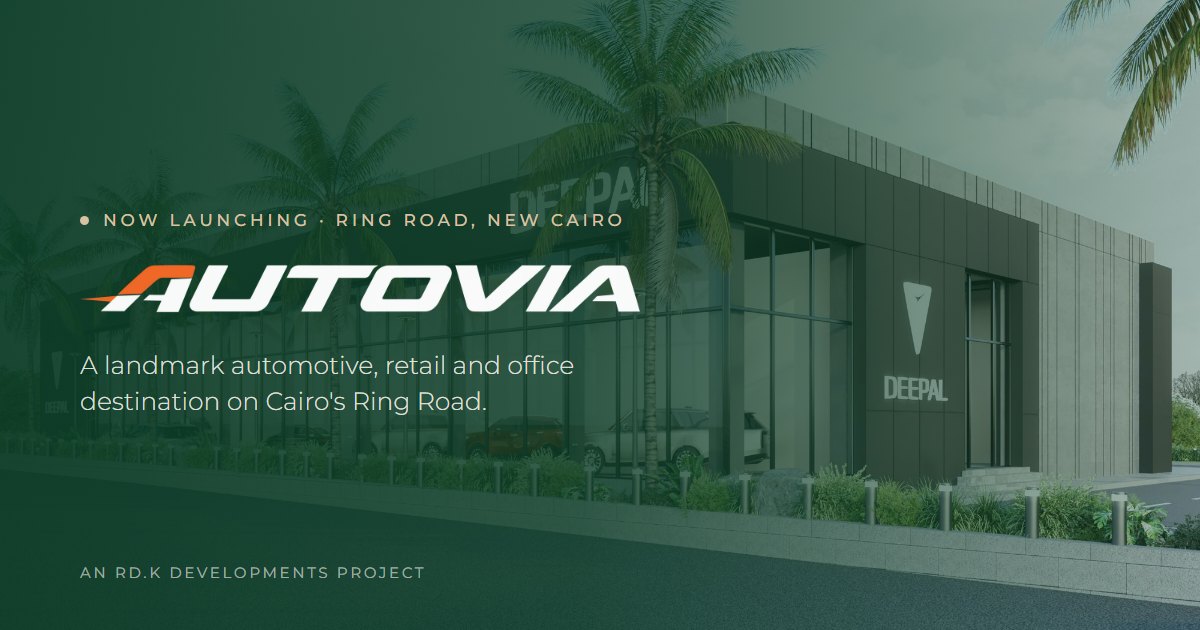 DEEPAL
NOW LAUNCHING · RING ROAD, NEW CAIRO
AUTOVIA
A landmark automotive, retail and office
destination on Cairo's Ring Road.
DEEPAL
DEEPAL
AN RD.K DEVELOPMENTS PROJECT